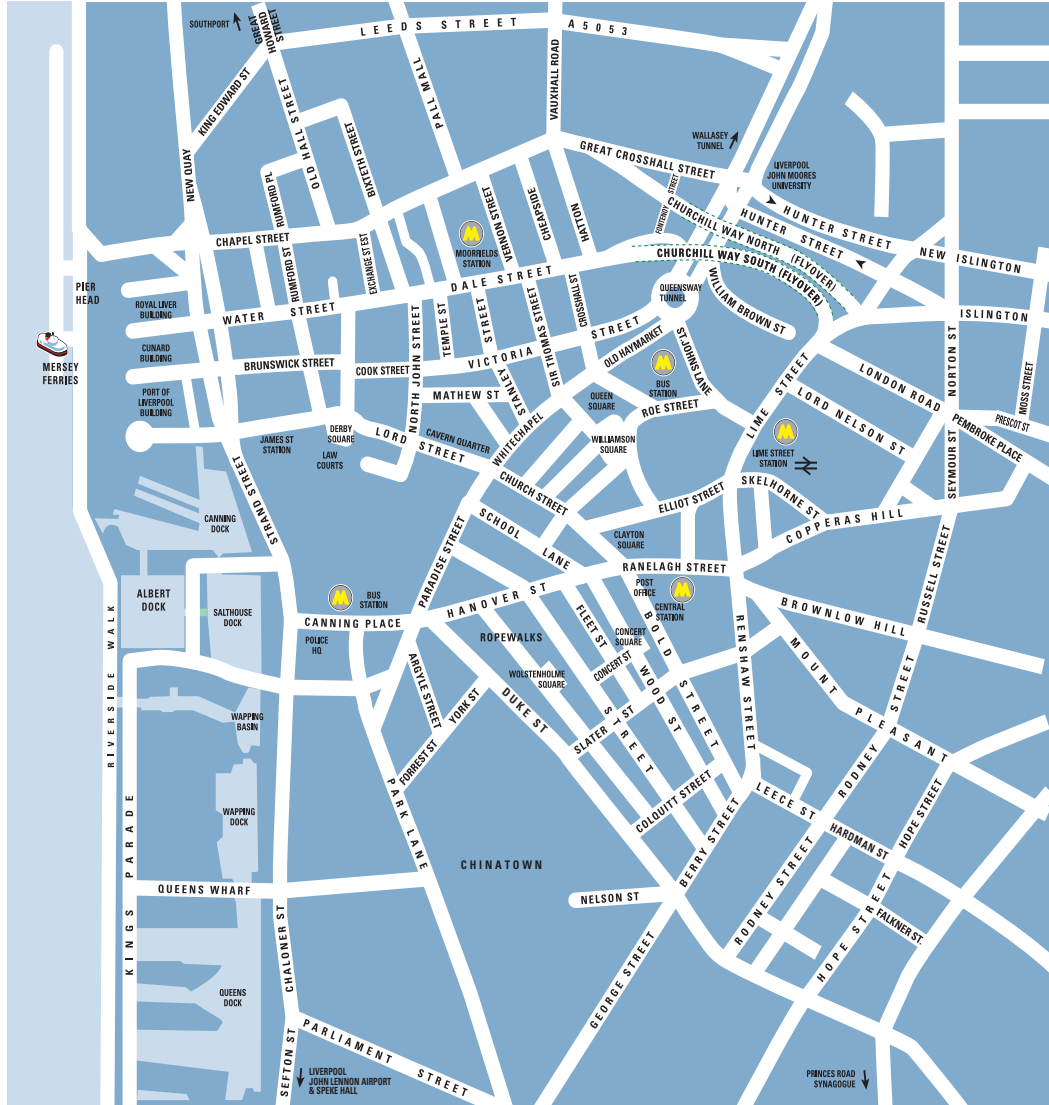 SOUTHPORT
GREAT
HOWARD
STREET
LEEDS STREET
A5053
KING EDWARD ST
OLD HALL STREET
PALL MALL
VAUXHALL ROAD
WALLASEY
TUNNEL
GREAT CROSSHALL STREET
LIVERPOOL
JOHN MOORES
UNIVERSITY
NEW QUAY
BIXTETH STREET
RUMFORD PL
FONTENOY
STREET
HUNTER STREET
HUNTER STREET
NEW ISLINGTON
CHURCHILL WAY NORTH (FLYOVER)
CHURCHILL WAY SOUTH (FLYOVER)
CHAPEL STREET
RUMFORT ST
EXCHANGE ST EST
MOORFIELDS
STATION
VERNON STREET
CHEAPSIDE
HATTON
DALE STREET
PIER
HEAD
ROYAL LIVER
BUILDING
WATER STREET
NORTH JOHN STREET
TEMPLE ST
STANLEY STREET
SIR THOMAS STREET
CROSSHALL ST
QUEENSWAY
TUNNEL
WILLIAM BROWN ST
ISLINGTON
MERSEY
FERRIES
CUNARD
BUILDING
BRUNSWICK STREET
COOK STREET
VICTORIA STREET
OLD HAYMARKET
ST. JOHNS LANE
BUS
STATION
LIME STREET
LONDON ROAD
NORTON ST
MOSS STREET
PORT OF
LIVERPOOL
BUILDING
MATHEW ST
QUEEN
SQUARE
ROE STREET
LORD NELSON ST
PRESCOT ST
PEMBROKE PLACE
JAMES ST
STATION
DERBY
SQUARE
LAW
COURTS
LORD STREET
CAVERN QUARTER
WHITECHAPEL
WILLIAMSON
SQUARE
LIME STREET
STATION
SEYMOUR ST
STRAND STREET
CHURCH STREET
ELLIOT STREET
SKELHORNE ST
COPPERAS HILL
CANNING
DOCK
PARADISE STREET
SCHOOL LANE
CLAYTON
SQUARE
RANELAGH STREET
RUSSELL STREET
ALBERT
DOCK
SALTHOUSE
DOCK
BUS
STATION
CANNING PLACE
HANOVER ST
POST
OFFICE
CENTRAL
STATION
BROWNLOW HILL
RIVERSIDE WALK
POLICE
HQ
ROPEWALKS
FLEET ST
STREET
CONCERT
SQUARE
CONCERT ST
BOLD STREET
WOOD ST
RENSHAW STREET
MOUNT PLEASANT
ARGYLE STREET
YORK ST
WOLSTENHOLME
SQUARE
DUKE ST
SLATER ST
WAPPING
BASIN
FORREST ST
PARK LANE
RODNEY STREET
COLQUITT STREET
LEECE ST
HARDMAN ST
HOPE STREET
KINGS PARADE
WAPPING
DOCK
CHINATOWN
BERRY STREET
QUEENS WHARF
NELSON ST
RODNEY STREET
FALKNER ST.
HOPE STREET
CHALONER ST
QUEENS
DOCK
GEORGE STREET
PARLIAMENT STREET
SEFTON ST
LIVERPOOL
JOHN LENNON AIRPORT
& SPEKE HALL
PRINCES ROAD
SYNAGOGUE